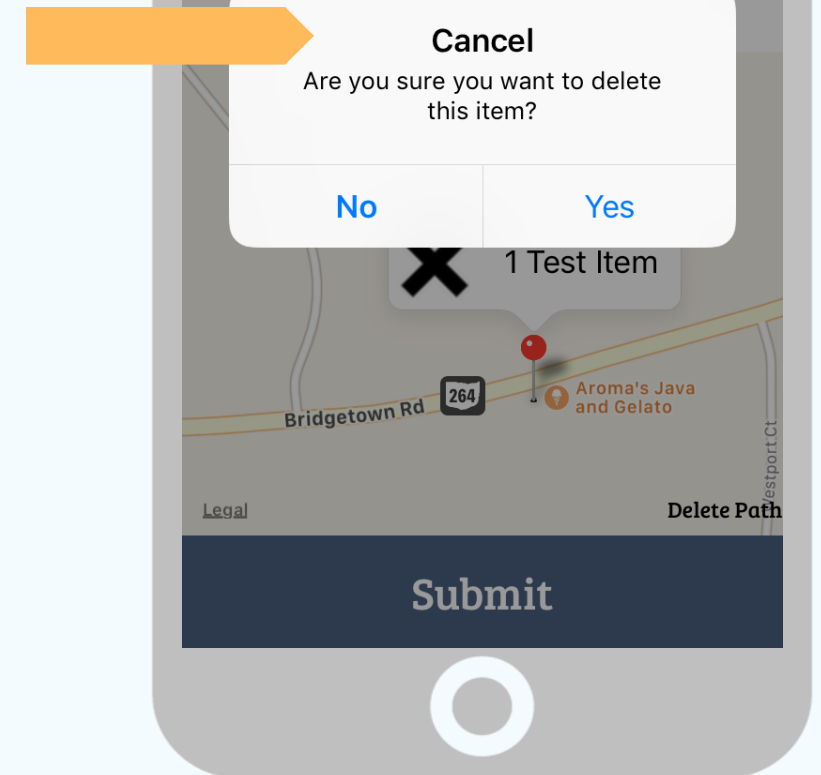 Cancel
Are you sure you want to delete
this item?
No
Yes
1 Test Item
264
Bridgetown Rd
Aroma's Java
and Gelato
Westport Ct
Legal
Delete Path
Submit